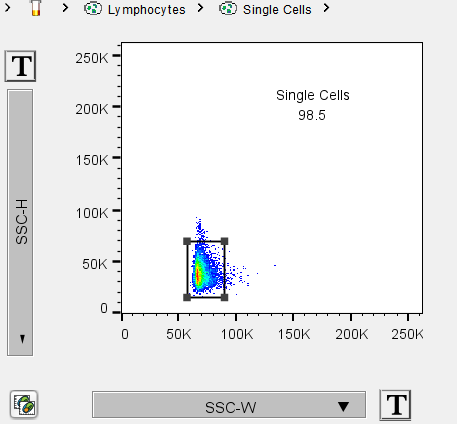 Lymphocytes
Single Cells
T
250K
200K
150K
100K
50K
0
SSC-H
Single Cells
98.5
0
50K
100K
150K
200K
250K
SSC-W
T